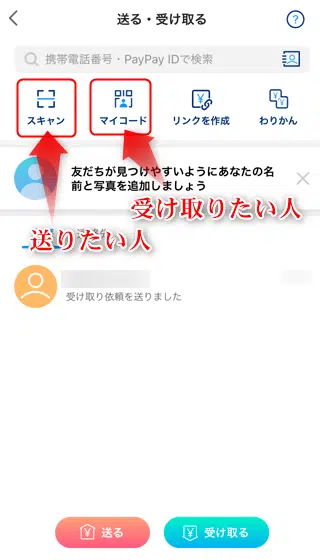 送る・受け取る
?
携帯電話番号・PayPay IDで検索
スキャン
マイコード
リンクを作成
わりかん
友だちが見つけやすいようにあなたの名
前と写真を追加しましょう
受け取りたい人
送りたい人
受け取り依頼を送りました
送る
受け取る